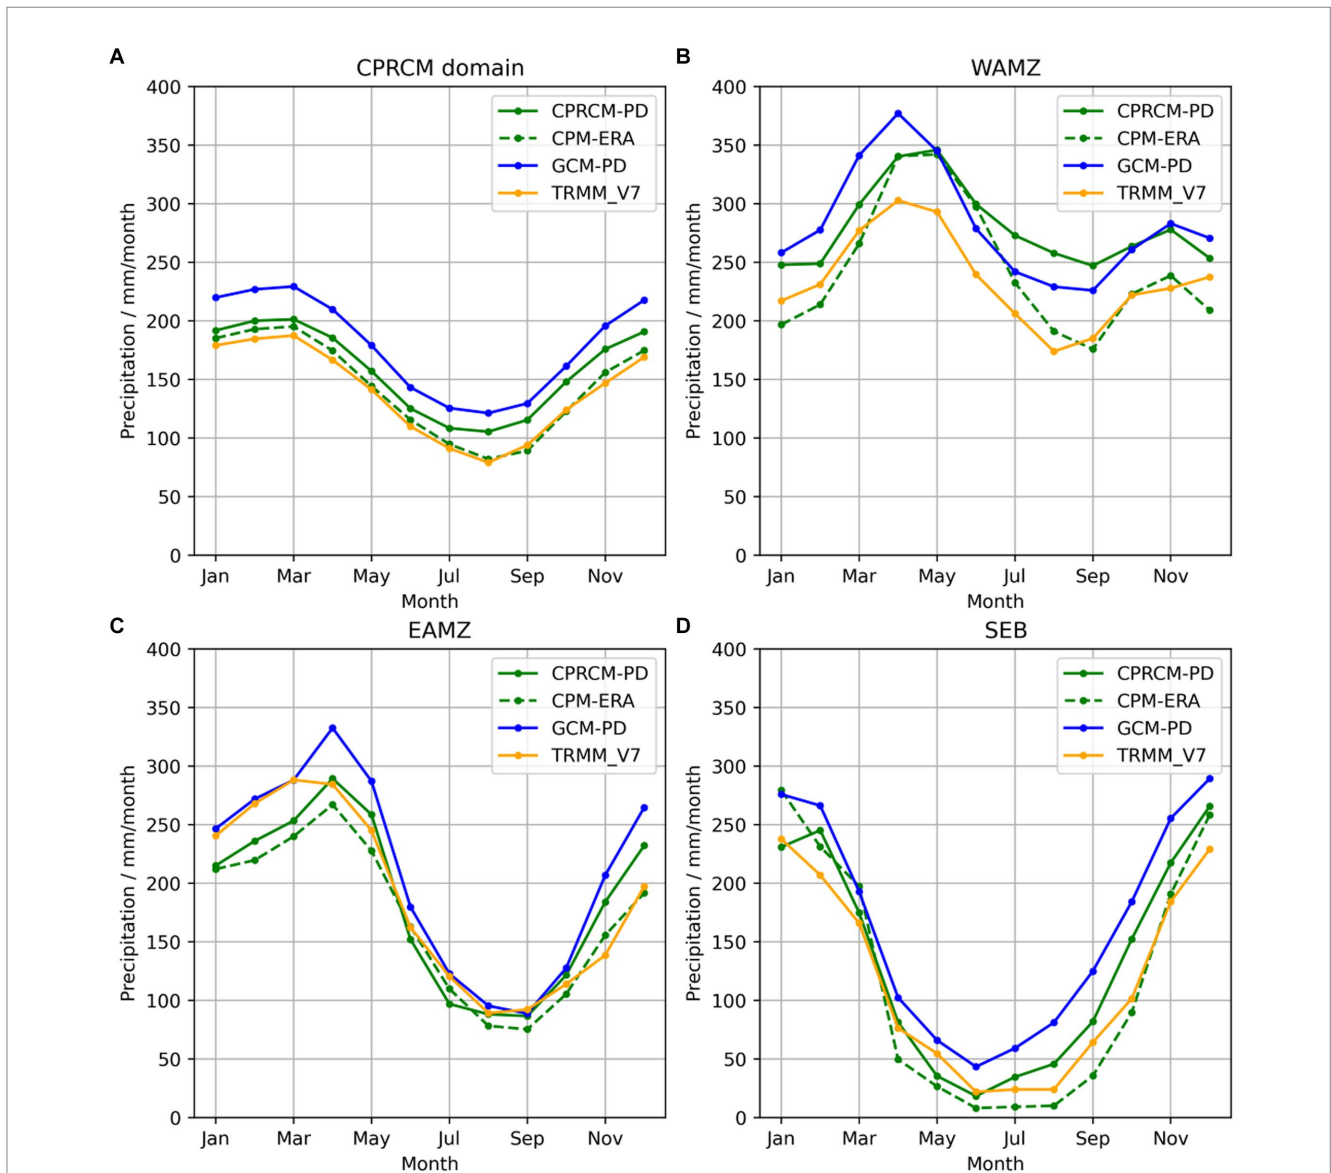 A
CPRCM domain
400
350
300
250
200
150
100
50
0
Precipitation / mm/month
CPRCM-PD
CPM-ERA
GCM-PD
TRMM_V7
Jan Mar May Jul Sep Nov
Month
B
WAMZ
400
350
300
250
200
150
100
50
0
Precipitation / mm/month
CPRCM-PD
CPM-ERA
GCM-PD
TRMM_V7
Jan Mar May Jul Sep Nov
Month
C
EAMZ
400
350
300
250
200
150
100
50
0
Precipitation / mm/month
CPRCM-PD
CPM-ERA
GCM-PD
TRMM_V7
Jan Mar May Jul Sep Nov
Month
D
SEB
400
350
300
250
200
150
100
50
0
Precipitation / mm/month
CPRCM-PD
CPM-ERA
GCM-PD
TRMM_V7
Jan Mar May Jul Sep Nov
Month